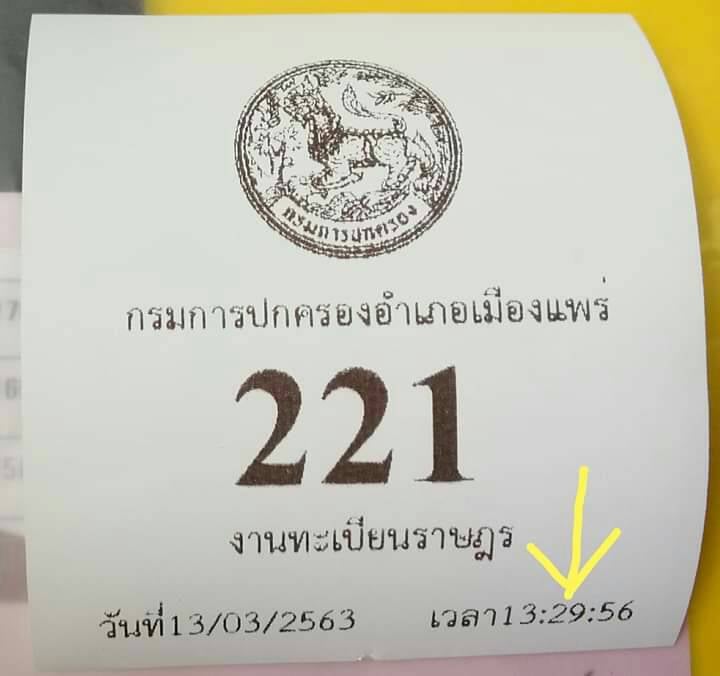 กรมการปกครอง
กรมการปกครองอำเภอเมืองแพร่
221
งานทะเบียนราษฎร
วันที่13/03/2563 เวลา13:29:56